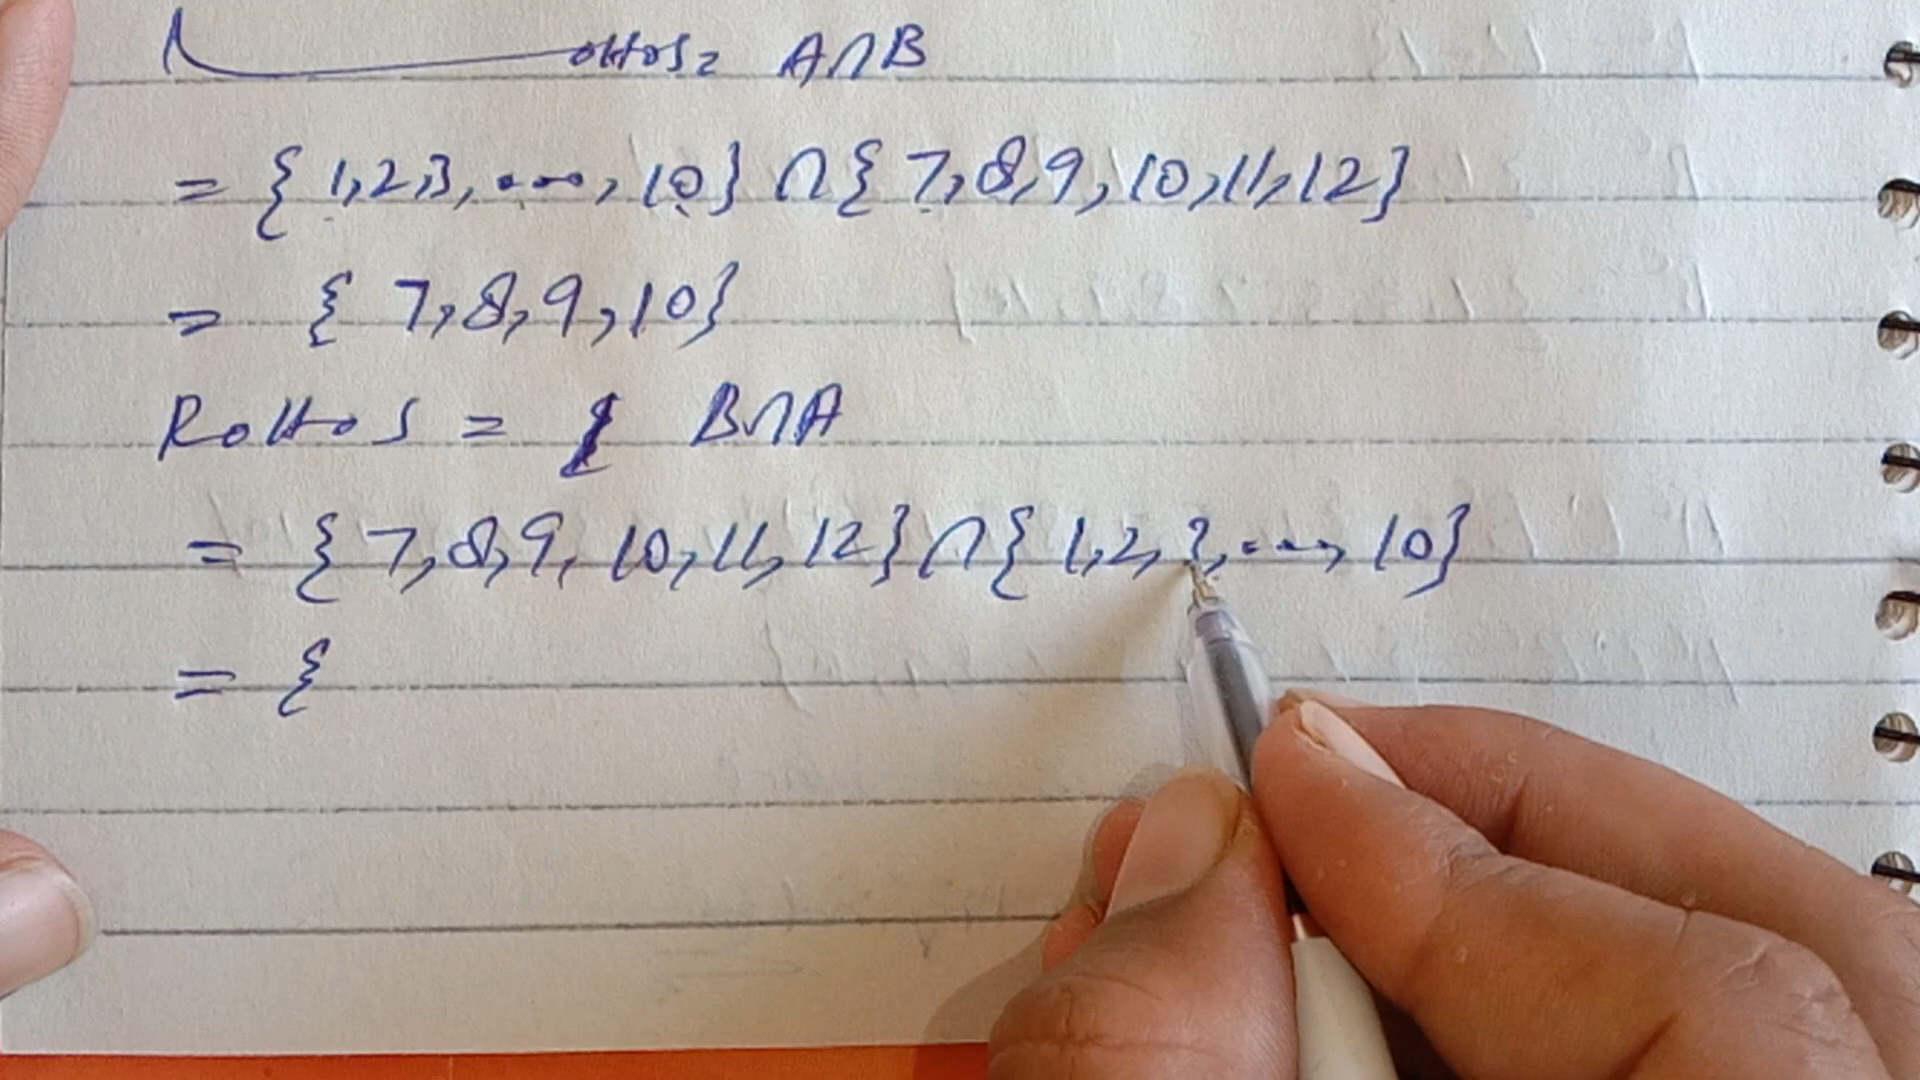 A∩B
= { 1,2,3, ...., 10} ∩ { 7,8,9,10,11,12}
= { 7,8,9,10}
R o H o S = B∩A
= { 7,8,9,10,11,12} ∩ { 1,2,3, ...., 10}
= {